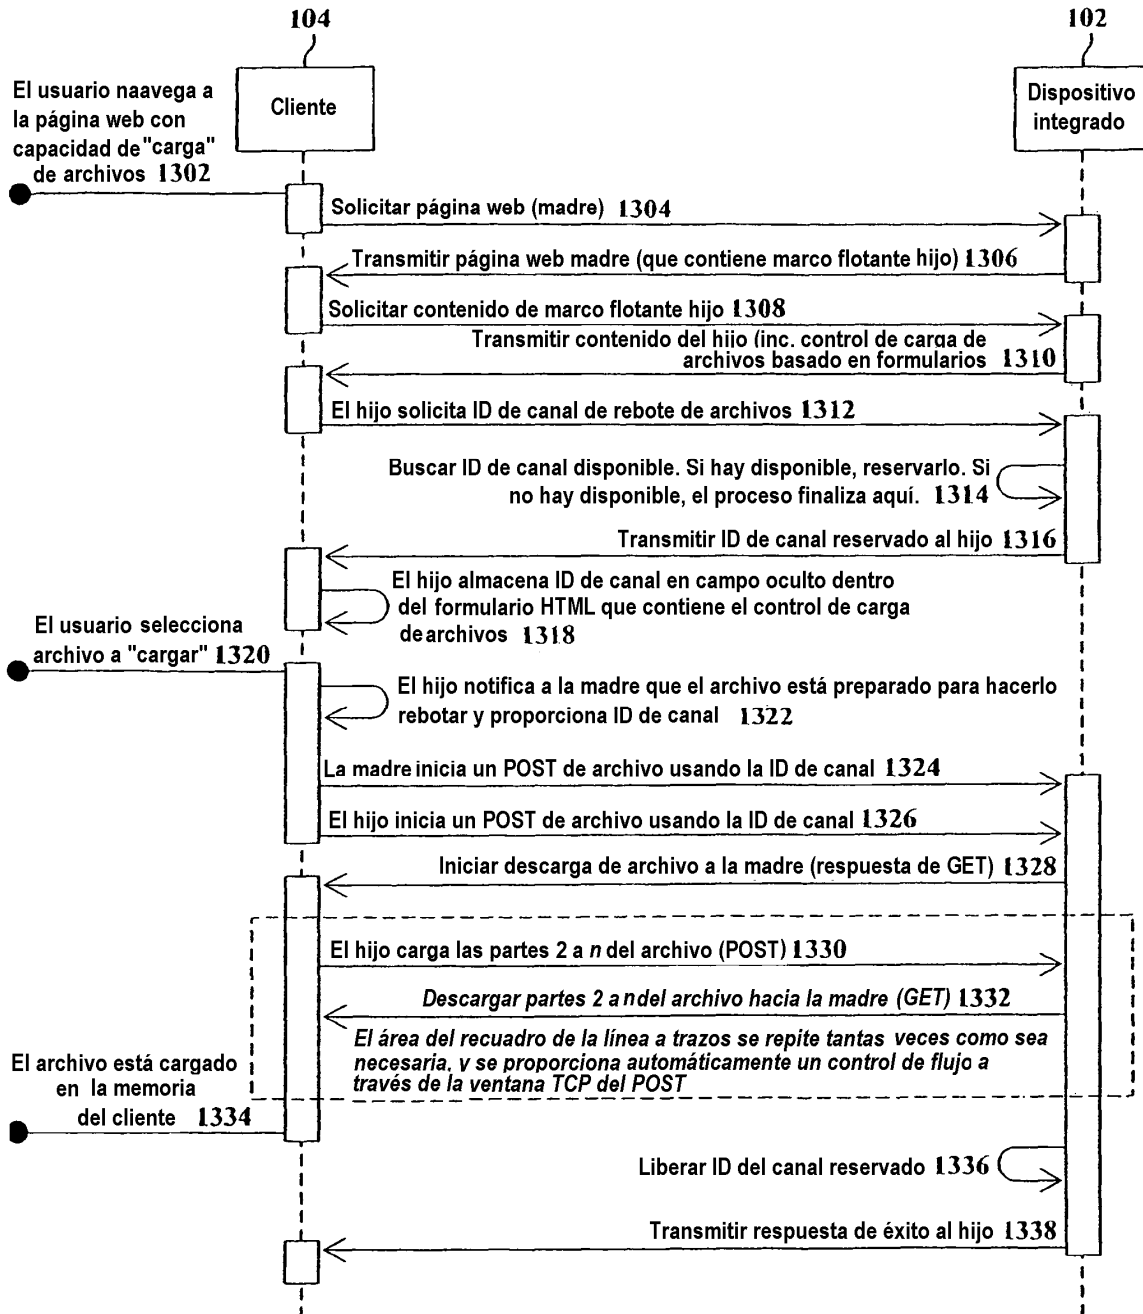 104
102
Cliente
Dispositivo
integrado
El usuario naavega a
la página web con
capacidad de "carga"
de archivos 1302
Solicitar página web (madre) 1304
Transmitir página web madre (que contiene marco flotante hijo) 1306
Solicitar contenido de marco flotante hijo 1308
Transmitir contenido del hijo (inc. control de carga de
archivos basado en formularios 1310
El hijo solicita ID de canal de rebote de archivos 1312
Buscar ID de canal disponible. Si hay disponible, reservarlo. Si
no hay disponible, el proceso finaliza aquí. 1314
Transmitir ID de canal reservado al hijo 1316
El hijo almacena ID de canal en campo oculto dentro
del formulario HTML que contiene el control de carga
de archivos 1318
El usuario selecciona
archivo a "cargar" 1320
El hijo notifica a la madre que el archivo está preparado para hacerlo
rebotar y proporciona ID de canal 1322
La madre inicia un POST de archivo usando la ID de canal 1324
El hijo inicia un POST de archivo usando la ID de canal 1326
Iniciar descarga de archivo a la madre (respuesta de GET) 1328
El hijo carga las partes 2 a n del archivo (POST) 1330
Descargar partes 2 a n del archivo hacia la madre (GET) 1332
El área del recuadro de la línea a trazos se repite tantas veces como sea
necesaria, y se proporciona automáticamente un control de flujo a
través de la ventana TCP del POST
El archivo está cargado
en la memoria
del cliente 1334
Liberar ID del canal reservado 1336
Transmitir respuesta de éxito al hijo 1338